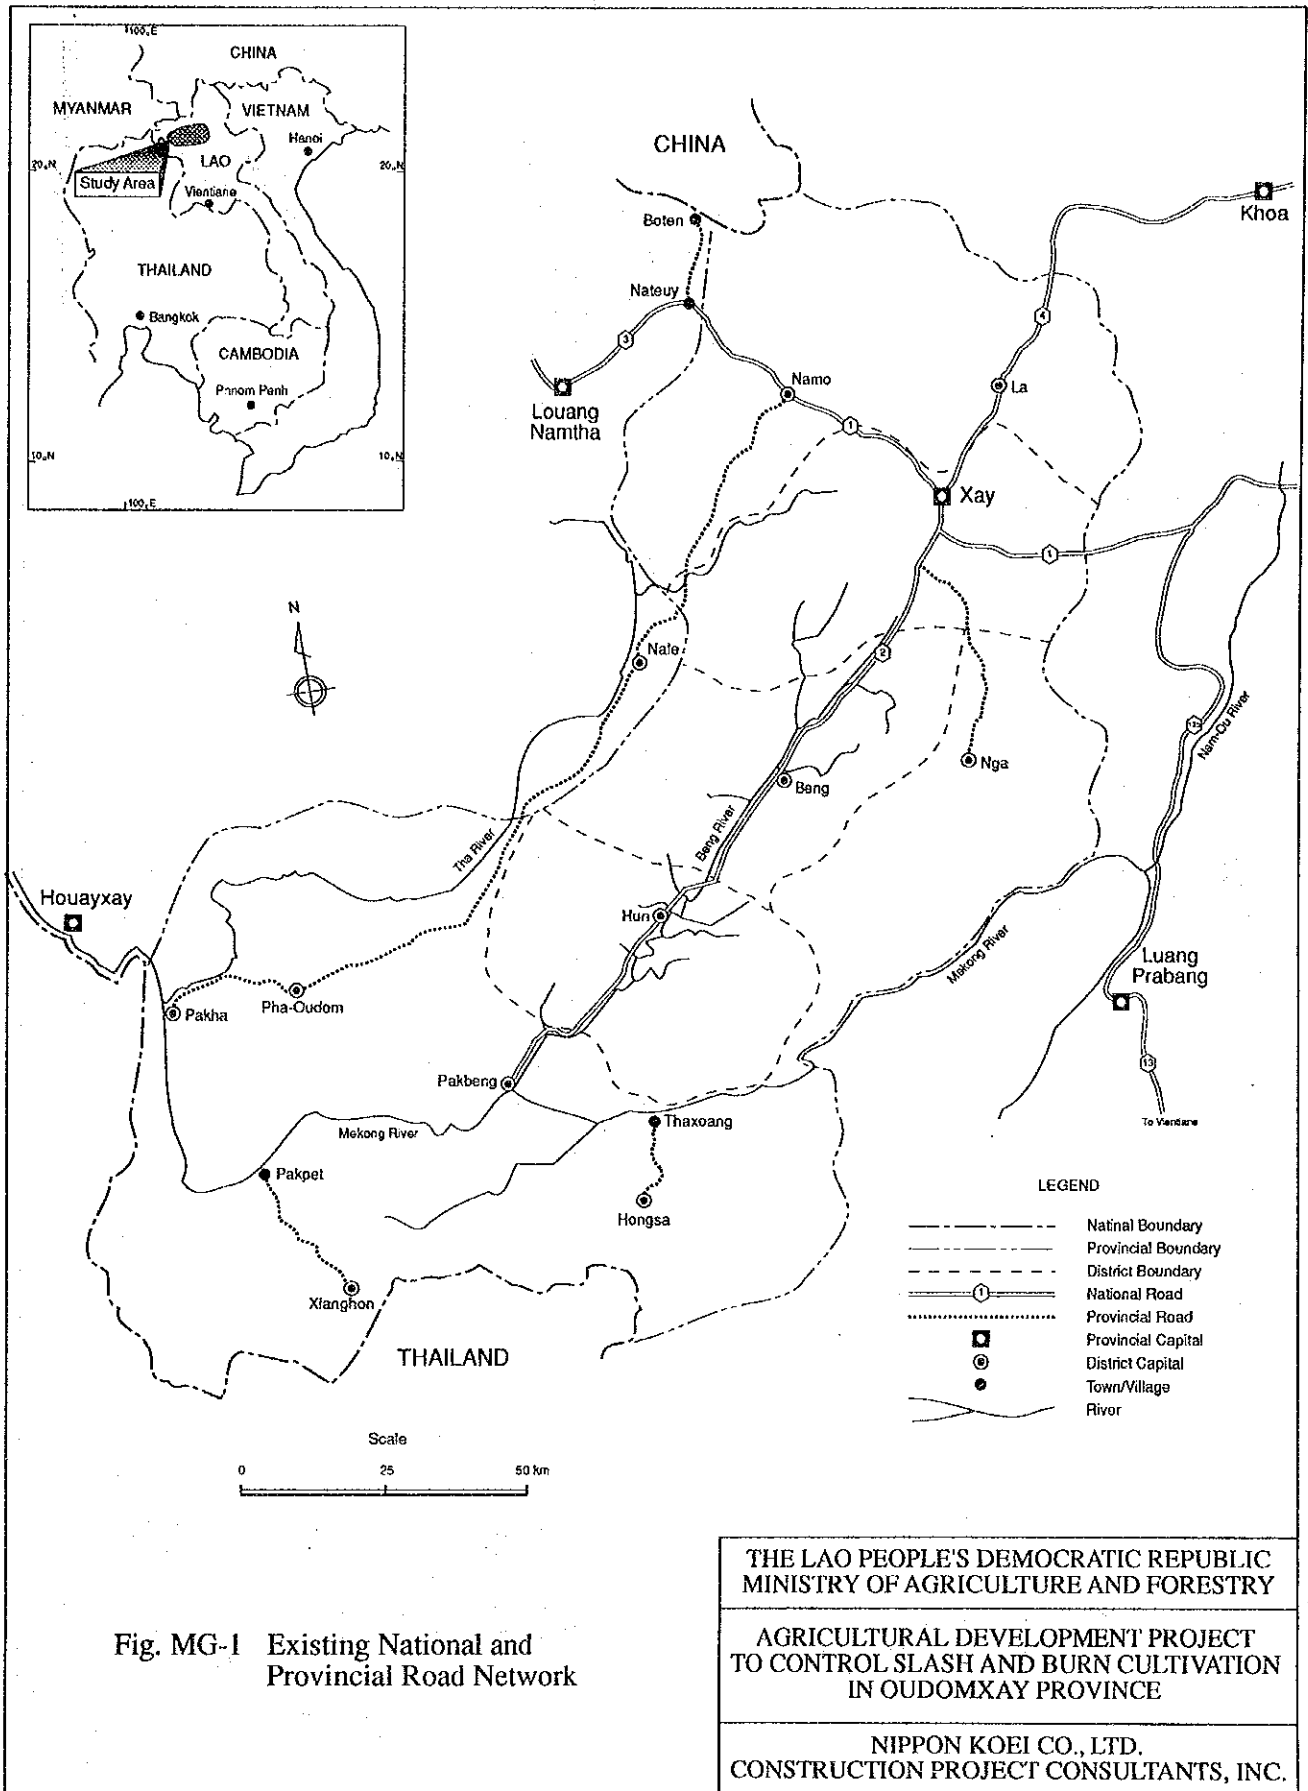 100°E
CHINA
MYANMAR
VIETNAM
Hanoi
20°N
LAO
20°N
Study Area
Vientiane
THAILAND
Bangkok
CAMBODIA
Pnnom Penh
10°N
10°N
100°E
CHINA
Khoa
Boten
Nateuy
4
3
Namo
La
Louang
Namtha
1
Xay
1
N
Nale
2
Nam-Ou River
Nga
Beng
Beng River
Tha River
Houayxay
Hun
Mekong River
Luang
Prabang
Pha-Oudom
Pakha
Pakbeng
13
Thaxoang
To Vientiane
Mekong River
Pakpet
LEGEND
Hongsa
Natinal Boundary
Provincial Boundary
District Boundary
1
National Road
Xianghon
Provincial Road
Provincial Capital
THAILAND
District Capital
Town/Village
River
Scale
0 25 50 km
THE LAO PEOPLE'S DEMOCRATIC REPUBLIC
MINISTRY OF AGRICULTURE AND FORESTRY
Fig. MG-1 Existing National and
Provincial Road Network
AGRICULTURAL DEVELOPMENT PROJECT
TO CONTROL SLASH AND BURN CULTIVATION
IN OUDOMXAY PROVINCE
NIPPON KOEI CO., LTD.
CONSTRUCTION PROJECT CONSULTANTS, INC.